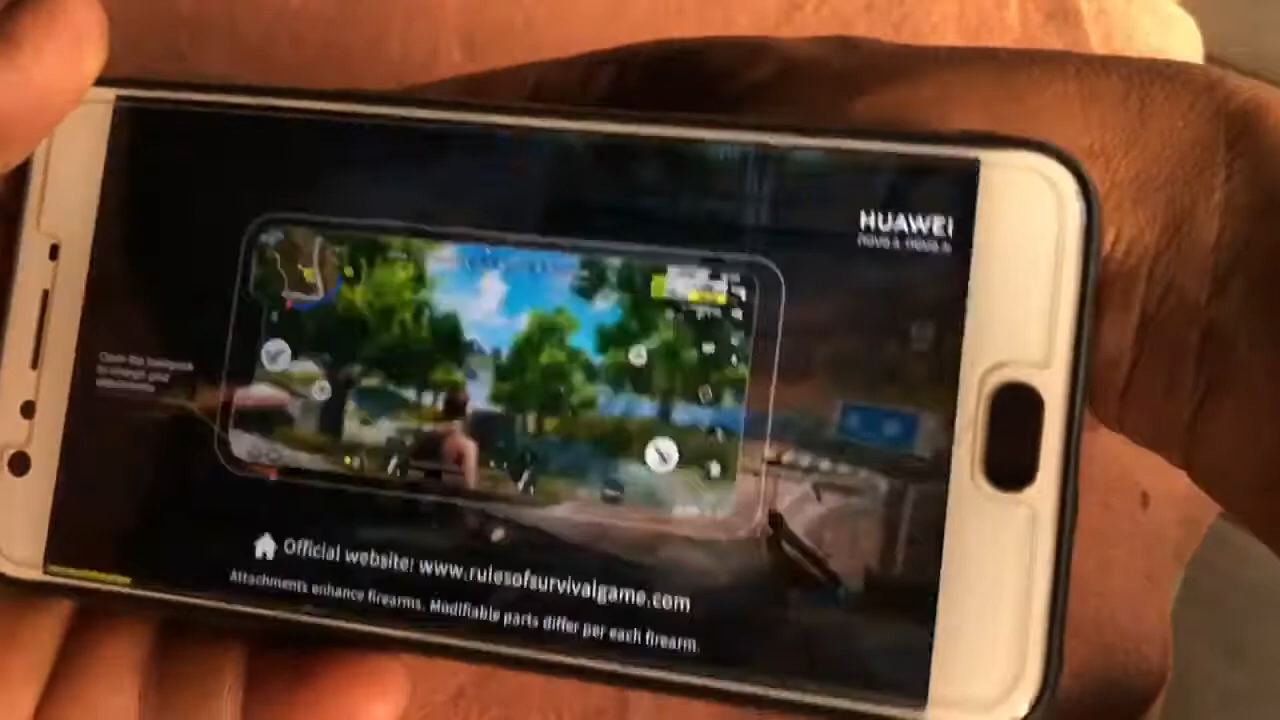 HUAWEI
Official website: www.rulesofsurvivalgame.com
Attachments enhance firearms. Modifiable parts differ per each firearm.